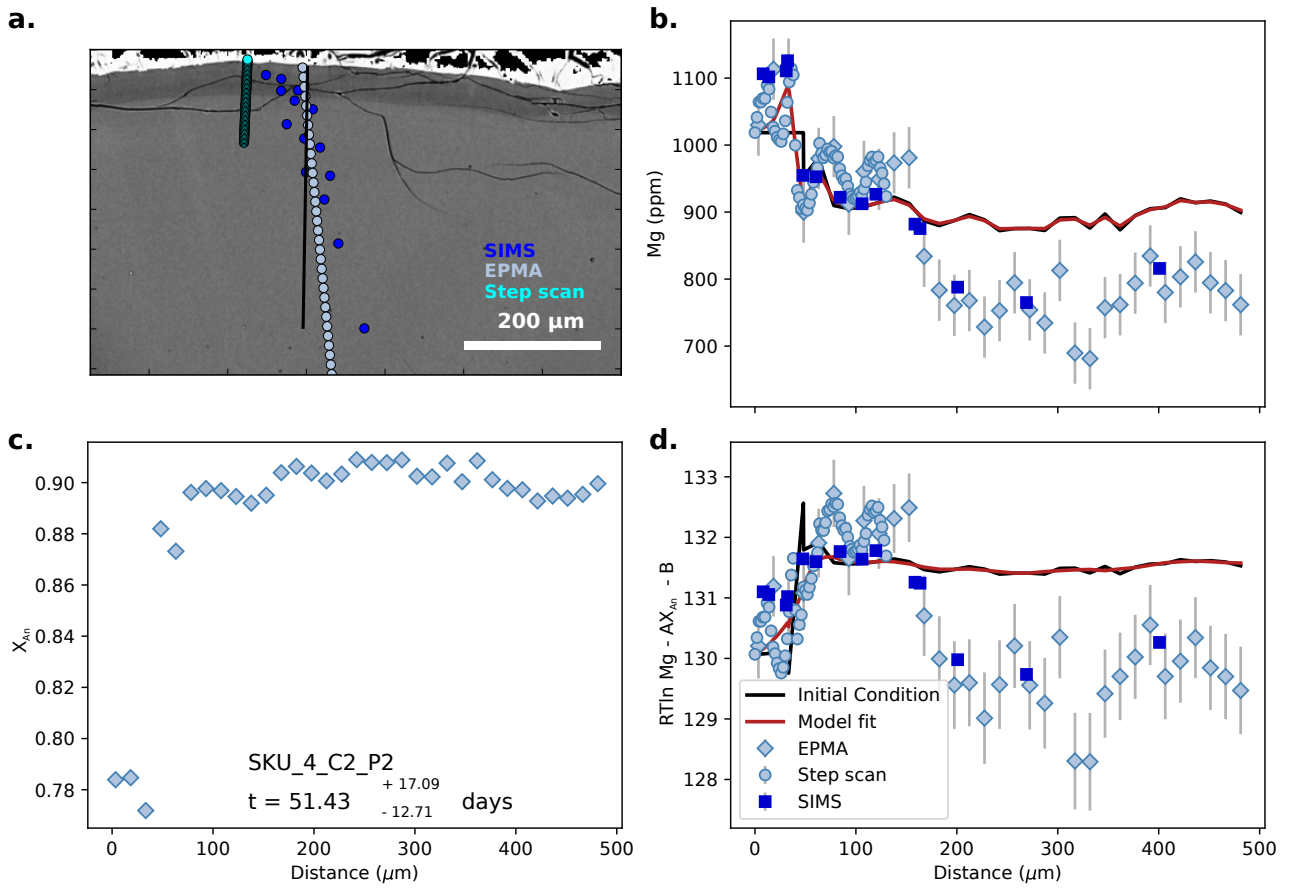 a.
SIMS
EPMA
Step scan
200 µm
b.
1100
1000
900
800
700
Mg (ppm)
c.
0.90
0.88
0.86
0.84
0.82
0.80
0.78
X_An
SKU_4_C2_P2
t = 51.43 + 17.09 - 12.71 days
0 100 200 300 400 500
Distance (µm)
d.
133
132
131
130
129
128
RTln Mg - AX_An - B
Initial Condition
Model fit
EPMA
Step scan
SIMS
0 100 200 300 400 500
Distance (µm)